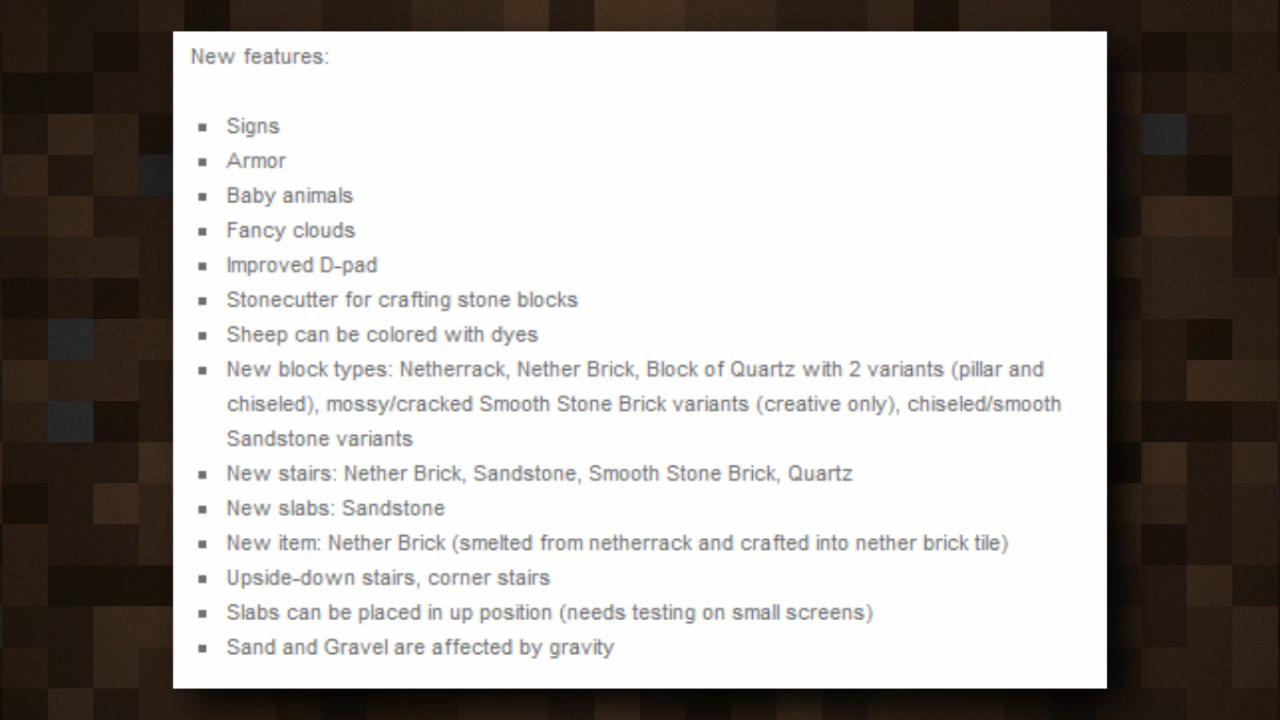 New features:
Signs
Armor
Baby animals
Fancy clouds
Improved D-pad
Stonecutter for crafting stone blocks
Sheep can be colored with dyes
New block types: Netherrack, Nether Brick, Block of Quartz with 2 variants (pillar and
chiseled), mossy/cracked Smooth Stone Brick variants (creative only), chiseled/smooth
Sandstone variants
New stairs: Nether Brick, Sandstone, Smooth Stone Brick, Quartz
New slabs: Sandstone
New item: Nether Brick (smelted from netherrack and crafted into nether brick tile)
Upside-down stairs, corner stairs
Slabs can be placed in up position (needs testing on small screens)
Sand and Gravel are affected by gravity